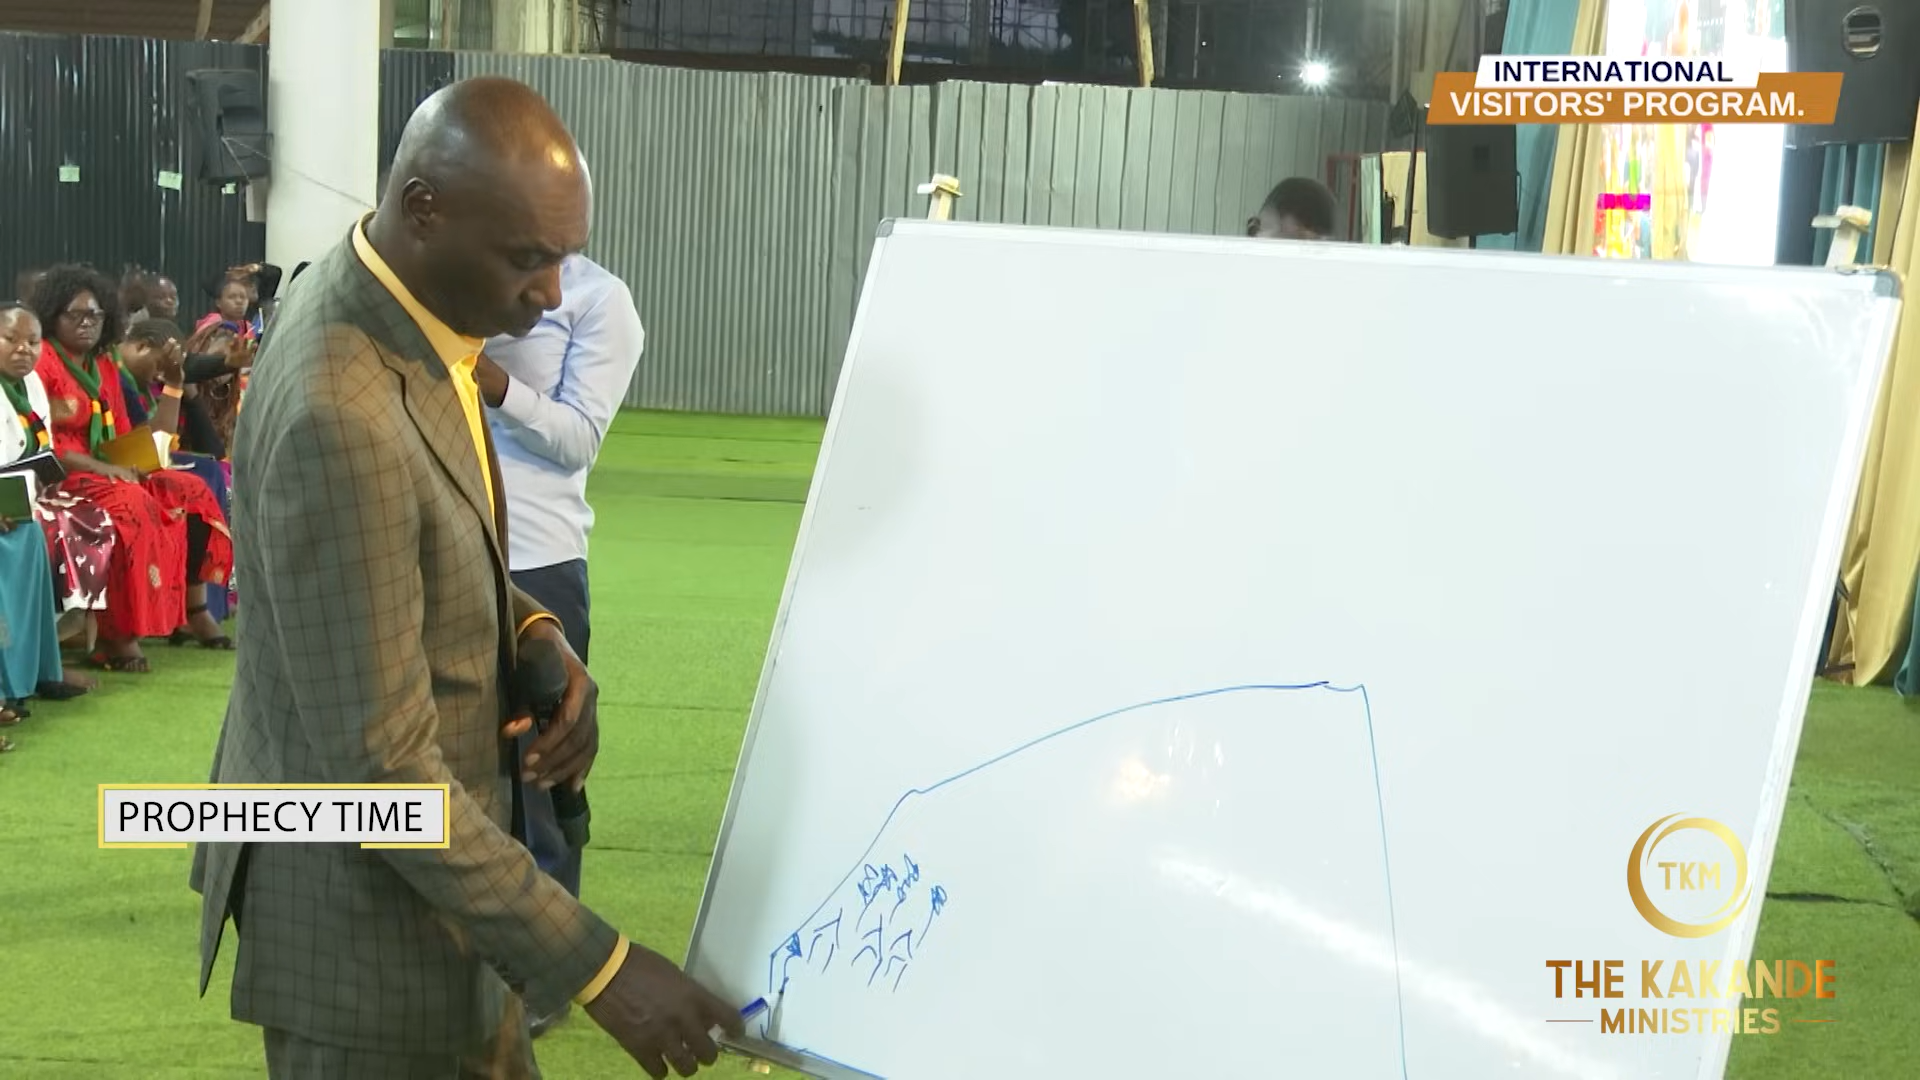 INTERNATIONAL
VISITORS' PROGRAM.
PROPHECY TIME
TKM
THE KAKANDE
MINISTRIES